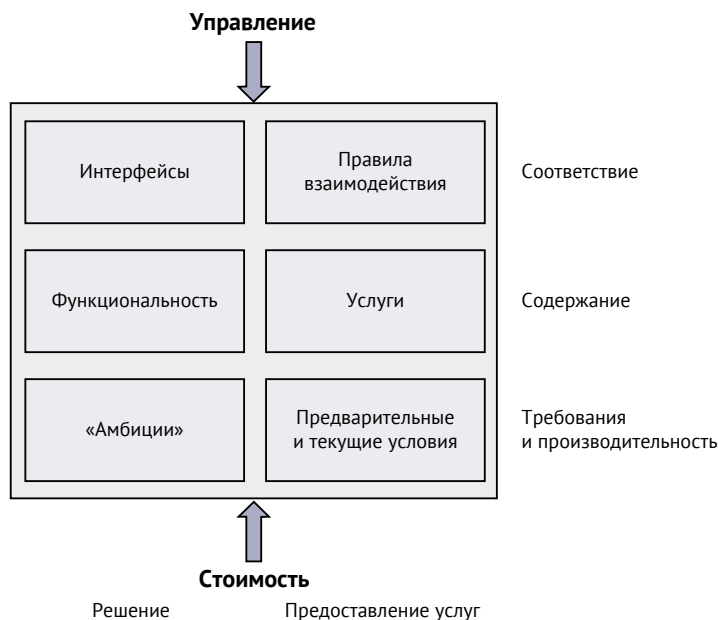 Управление
Интерфейсы
Правила
взаимодействия
Соответствие
Функциональность
Услуги
Содержание
«Амбиции»
Предварительные
и текущие условия
Требования
и производительность
Стоимость
Решение
Предоставление услуг